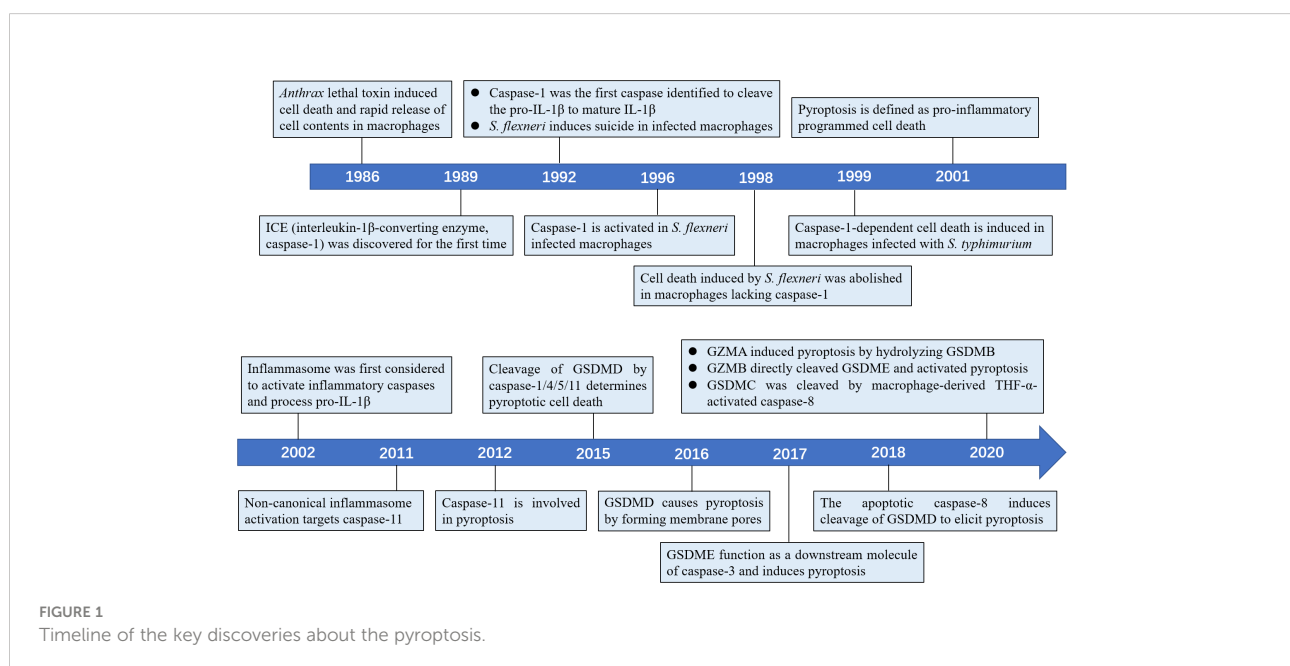 Anthrax lethal toxin induced
cell death and rapid release of
cell contents in macrophages
● Caspase-1 was the first caspase identified to cleave
the pro-IL-1β to mature IL-1β
● S. flexneri induces suicide in infected macrophages
Pyroptosis is defined as pro-inflammatory
programmed cell death
1986 1989 1992 1996 1998 1999 2001
ICE (interleukin-1β-converting enzyme,
caspase-1) was discovered for the first time
Caspase-1 is activated in S. flexneri
infected macrophages
Caspase-1-dependent cell death is induced in
macrophages infected with S. typhimurium
Cell death induced by S. flexneri was abolished
in macrophages lacking caspase-1
Inflammasome was first considered
to activate inflammatory caspases
and process pro-IL-1β
Cleavage of GSDMD by
caspase-1/4/5/11 determines
pyroptotic cell death
● GZMA induced pyroptosis by hydrolyzing GSDMB
● GZMB directly cleaved GSDME and activated pyroptosis
● GSDMC was cleaved by macrophage-derived THF-α-
activated caspase-8
2002 2011 2012 2015 2016 2017 2018 2020
Non-canonical inflammasome
activation targets caspase-11
Caspase-11 is involved
in pyroptosis
GSDMD causes pyroptosis
by forming membrane pores
The apoptotic caspase-8 induces
cleavage of GSDMD to elicit pyroptosis
GSDME function as a downstream molecule
of caspase-3 and induces pyroptosis
FIGURE 1
Timeline of the key discoveries about the pyroptosis.